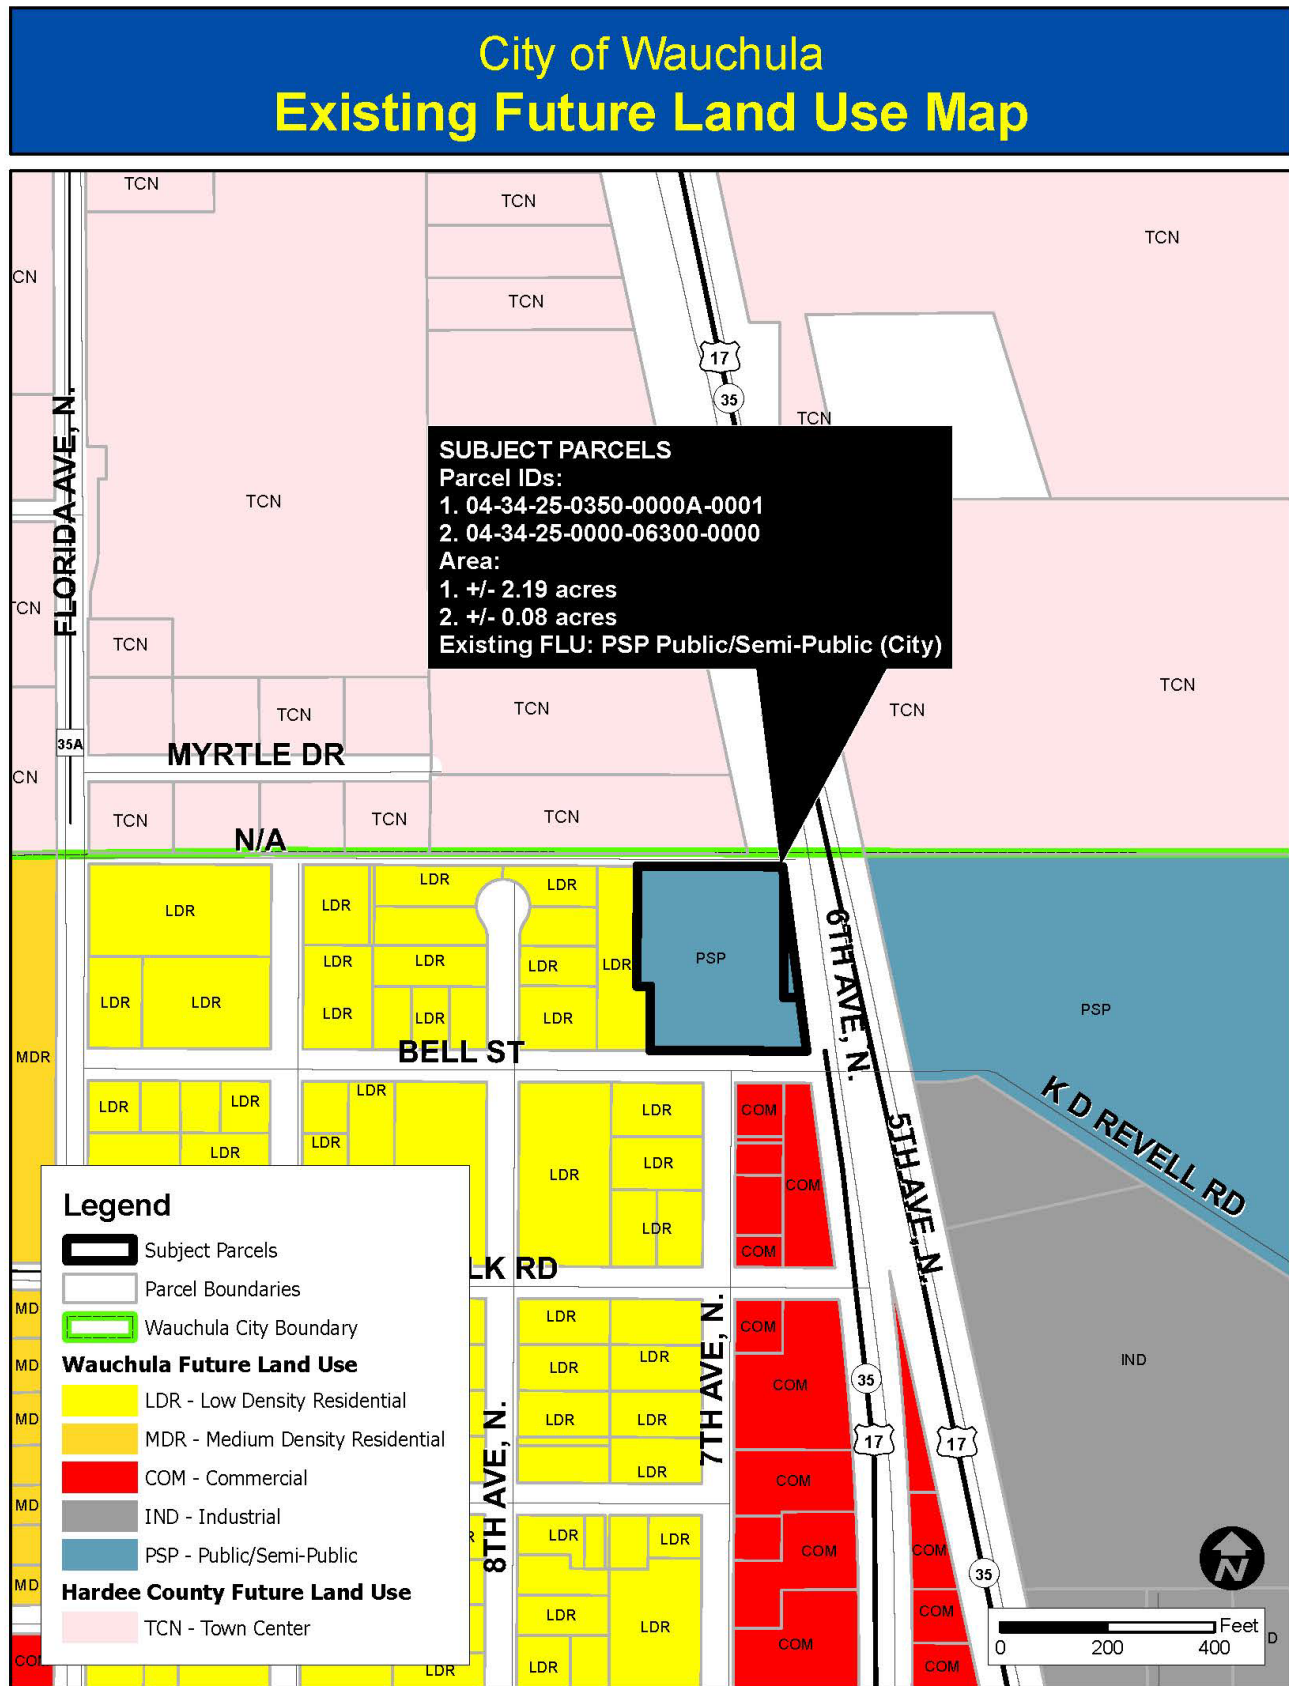 City of Wauchula
Existing Future Land Use Map
TCN
TCN
TCN
CN
TCN
17
35
TCN
FLORIDA AVE, N.
SUBJECT PARCELS
Parcel IDs:
1. 04-34-25-0350-0000A-0001
2. 04-34-25-0000-06300-0000
Area:
1. +/- 2.19 acres
2. +/- 0.08 acres
Existing FLU: PSP Public/Semi-Public (City)
TCN
TCN
TCN
TCN
TCN
TCN
TCN
35A
MYRTLE DR
CN
TCN
TCN
TCN
N/A
LDR
LDR
LDR
LDR
LDR
LDR
LDR
LDR
LDR
PSP
6TH AVE, N.
LDR
LDR
LDR
LDR
LDR
PSP
MDR
BELL ST
LDR
LDR
LDR
LDR
COM
K D REVELL RD
LDR
LDR
LDR
LDR
COM
5TH AVE, N.
LDR
COM
LK RD
MD
LDR
7TH AVE, N.
COM
MD
LDR
LDR
COM
IND
35
MD
LDR
LDR
17
17
LDR
COM
MD
8TH AVE, N.
R
LDR
LDR
COM
COM
MD
35
LDR
LDR
COM
COM
COM
LDR
LDR
COM
CO
Legend
Subject Parcels
Parcel Boundaries
Wauchula City Boundary
Wauchula Future Land Use
LDR - Low Density Residential
MDR - Medium Density Residential
COM - Commercial
IND - Industrial
PSP - Public/Semi-Public
Hardee County Future Land Use
TCN - Town Center
N
Feet
0 200 400
D